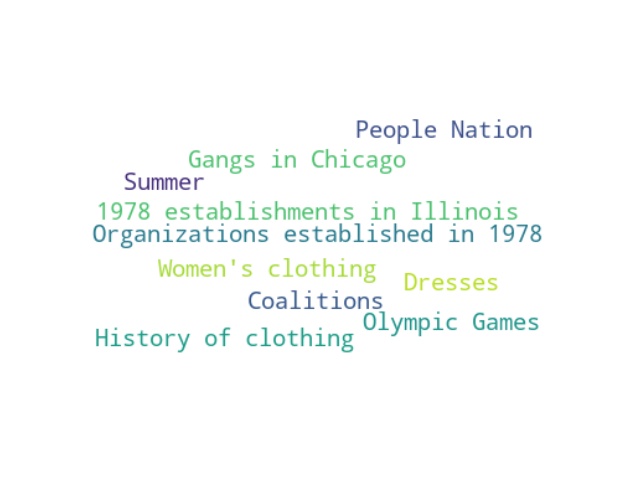 People Nation
Gangs in Chicago
Summer
1978 establishments in Illinois
Organizations established in 1978
Women's clothing
Dresses
Coalitions
Olympic Games
History of clothing